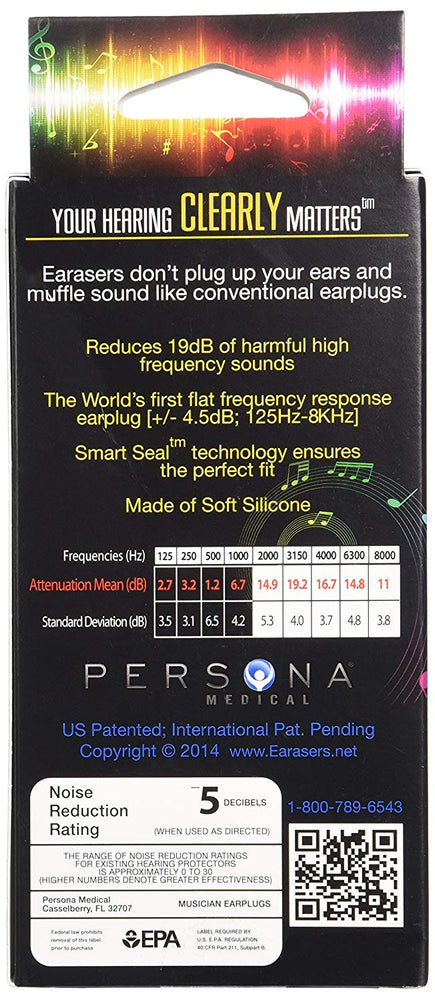 YOUR HEARING CLEARLY MATTERS™
Earasers don't plug up your ears and
muffle sound like conventional earplugs.
Reduces 19dB of harmful high
frequency sounds
The World's first flat frequency response
earplug [+/- 4.5dB; 125Hz-8KHz]
Smart Seal™ technology ensures
the perfect fit
Made of Soft Silicone
Frequencies (Hz) 125 250 500 1000 2000 3150 4000 6300 8000
Attenuation Mean (dB) 2.7 3.2 1.2 6.7 14.9 19.2 16.7 14.8 11
Standard Deviation (dB) 3.5 3.1 6.5 4.2 5.3 4.0 3.7 4.8 3.8
PERSONA®
MEDICAL
US Patented; International Pat. Pending
Copyright © 2014 www.Earasers.net
Noise
Reduction
Rating
5 DECIBELS
(WHEN USED AS DIRECTED)
THE RANGE OF NOISE REDUCTION RATINGS
FOR EXISTING HEARING PROTECTORS
IS APPROXIMATELY 0 TO 30
(HIGHER NUMBERS DENOTE GREATER EFFECTIVENESS)
Persona Medical
Casselberry, FL 32707
MUSICIAN EARPLUGS
Federal law prohibits
removal of this label
prior to purchase
EPA
LABEL REQUIRED BY
U.S. E.P.A. REGULATION
40 CFR Part 211, Subpart B.
1-800-789-6543